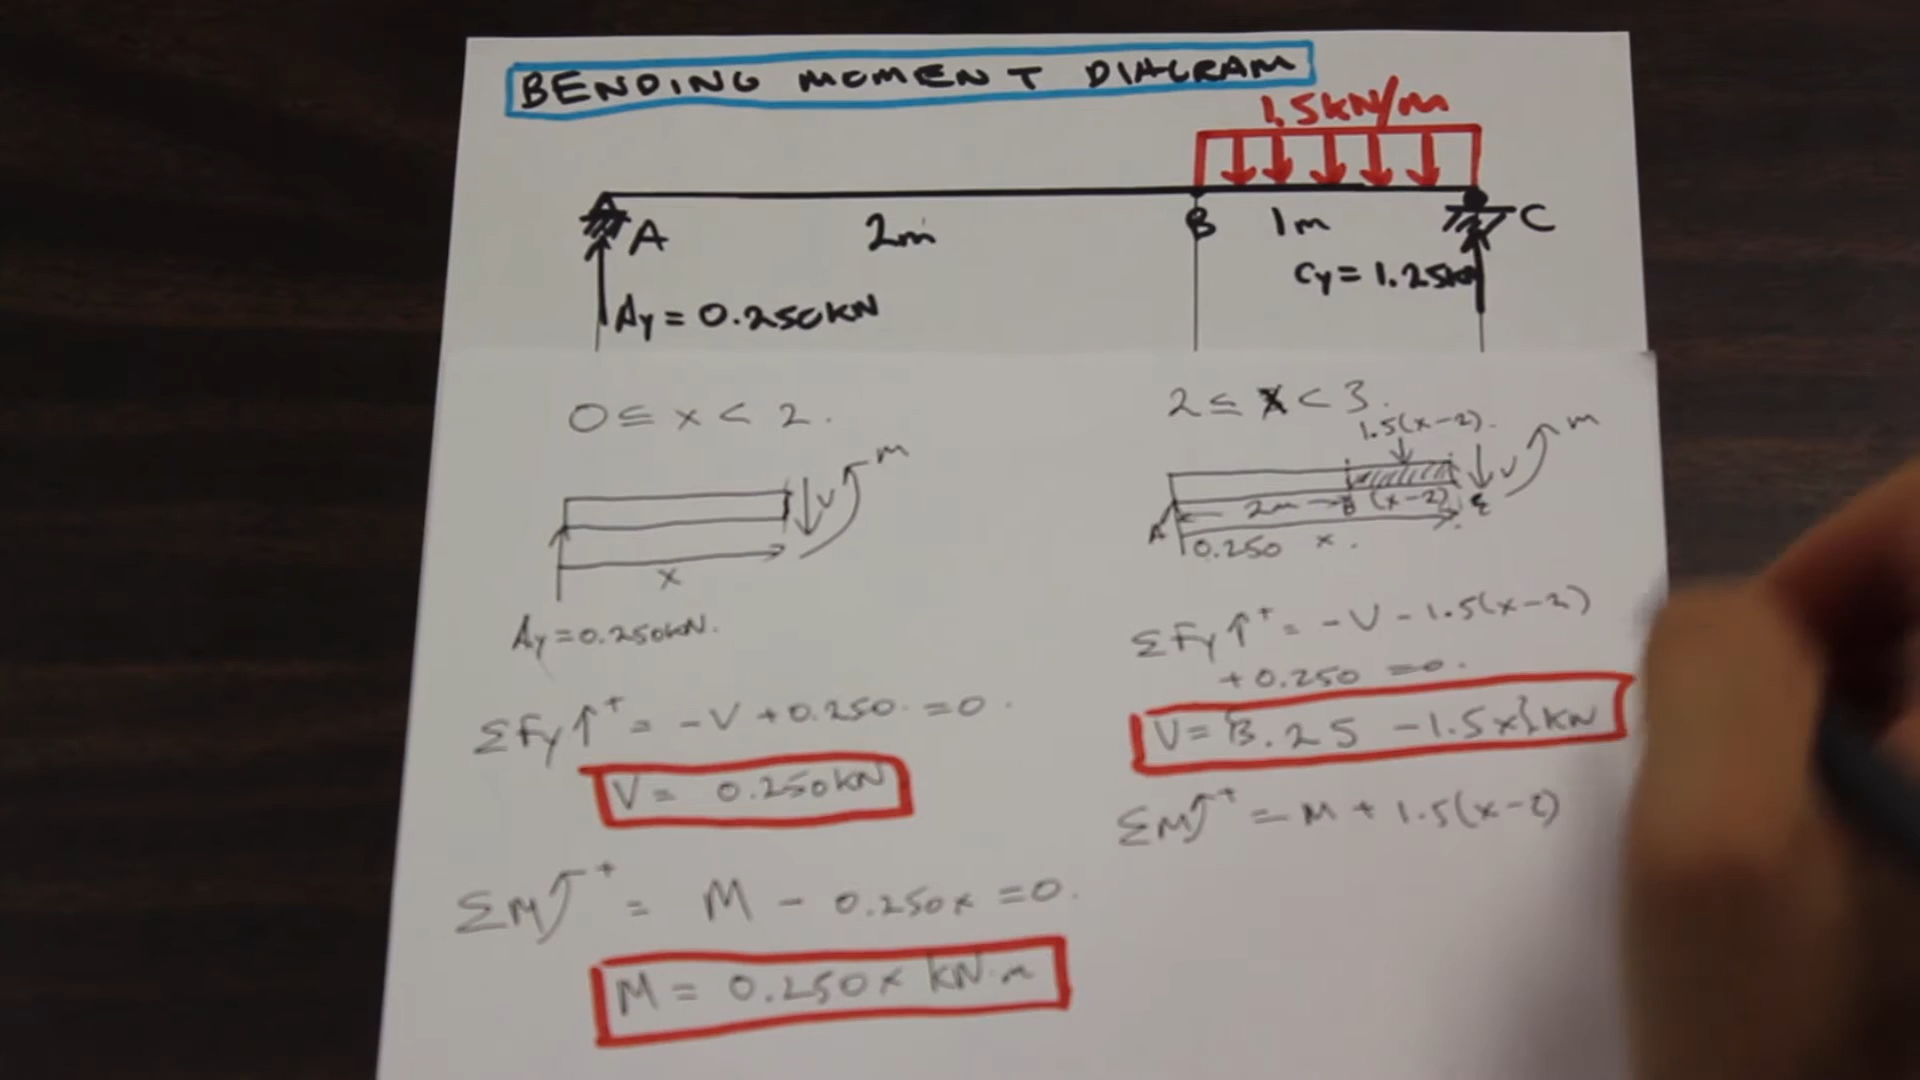 BENDING MOMENT DIAGRAM
1.5kN/m
A
2m
B
1m
C
Cy = 1.25kN
Ay = 0.250kN
0 ≤ x < 2.
M
V
x
Ay = 0.250kN.
ΣFy↑+ = -V + 0.250 = 0.
V = 0.250kN
ΣM+ = M - 0.250x = 0.
M = 0.250x kN.m
2 ≤ x < 3.
1.5(x-2).
M
V
2m
B
(x-2)
A
0.250
x.
ΣFy↑+ = -V - 1.5(x-2)
+ 0.250 = 0.
V = {3.25 - 1.5x} kN
ΣM+ = M + 1.5(x-2)